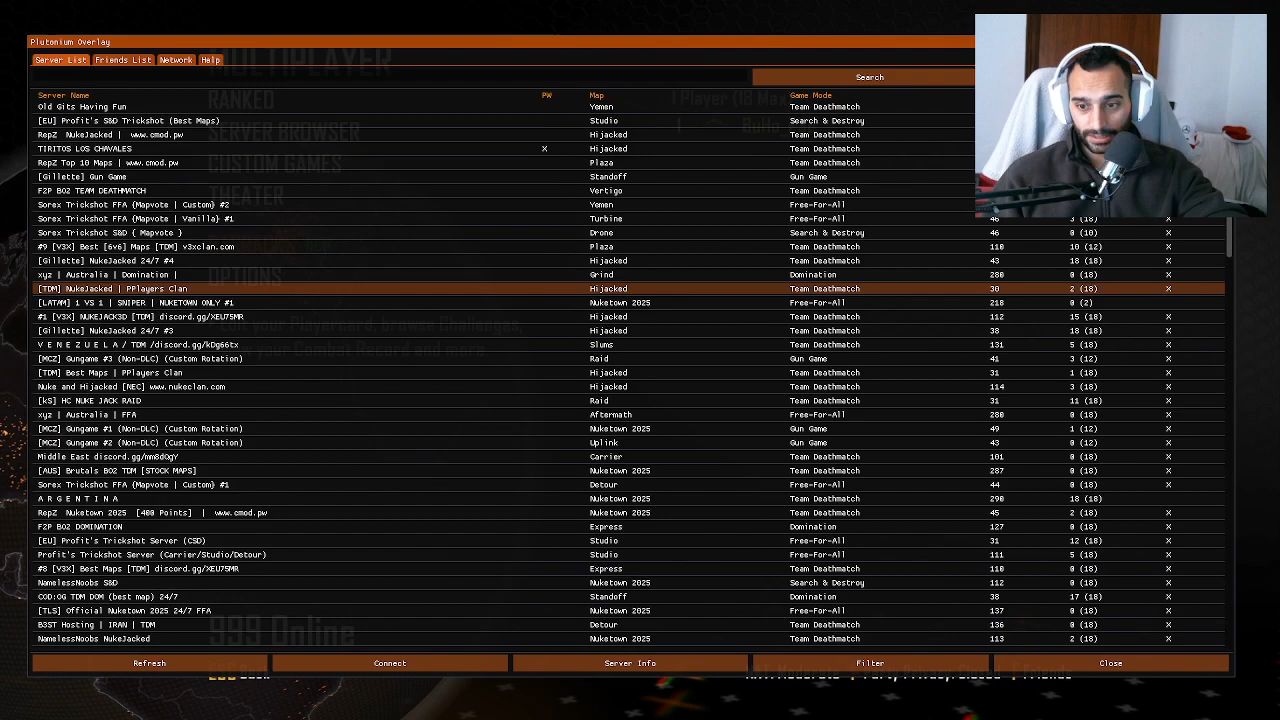 Plutonium Overlay
Server List Friends List Network Help
MULTIPLAYER
Search
RANKED
SERVER BROWSER
CUSTOM GAMES
THEATER
OPTIONS
Server Name PW Map Game Mode
Old Gits Having Fun Yemen Team Deathmatch
[EU] Profit's S&D Trickshot (Best Maps) Studio Search & Destroy
RepZ NukeJacked | www.cmod.pw Hijacked Team Deathmatch
TIRITOS LOS CHAVALES X Hijacked Team Deathmatch
RepZ Top 10 Maps | www.cmod.pw Plaza Team Deathmatch
[Gillette] Gun Game Standoff Gun Game
F2P BO2 TEAM DEATHMATCH Vertigo Team Deathmatch
Sorex Trickshot FFA {Mapvote | Custom} #2 Yemen Free-For-All
Sorex Trickshot FFA {Mapvote | Vanilla} #1 Turbine Free-For-All 46 3 (18) X
Sorex Trickshot S&D { Mapvote } Drone Search & Destroy 46 0 (10) X
#9 [V3X] Best [6v6] Maps [TDM] v3xclan.com Plaza Team Deathmatch 110 10 (12) X
[Gillette] NukeJacked 24/7 #4 Hijacked Team Deathmatch 43 18 (18) X
xyz | Australia | Domination | Grind Domination 280 0 (18) X
[TDM] NukeJacked | PPlayers Clan Hijacked Team Deathmatch 30 2 (18) X
[LATAM] 1 VS 1 | SNIPER | NUKETOWN ONLY #1 Nuketown 2025 Free-For-All 218 0 (2)
#1 [V3X] NUKEJACK3D [TDM] discord.gg/XEU75MR Hijacked Team Deathmatch 112 15 (18) X
[Gillette] NukeJacked 24/7 #3 Hijacked Team Deathmatch 38 18 (18) X
V E N E Z U E L A / TDM /discord.gg/kDg66tx Slums Team Deathmatch 131 5 (18) X
[MCZ] Gungame #3 (Non-DLC) (Custom Rotation) Raid Gun Game 41 3 (12) X
[TDM] Best Maps | PPlayers Clan Hijacked Team Deathmatch 31 1 (18) X
Nuke and Hijacked [NEC] www.nukeclan.com Hijacked Team Deathmatch 114 3 (18) X
[kS] HC NUKE JACK RAID Raid Team Deathmatch 31 11 (18) X
xyz | Australia | FFA Aftermath Free-For-All 280 0 (18) X
[MCZ] Gungame #1 (Non-DLC) (Custom Rotation) Nuketown 2025 Gun Game 49 1 (12) X
[MCZ] Gungame #2 (Non-DLC) (Custom Rotation) Uplink Gun Game 43 0 (12) X
Middle East discord.gg/mm8dQgY Carrier Team Deathmatch 101 0 (18) X
[AUS] Brutals BO2 TDM [STOCK MAPS] Nuketown 2025 Team Deathmatch 287 0 (18) X
Sorex Trickshot FFA {Mapvote | Custom} #1 Detour Free-For-All 44 0 (18) X
A R G E N T I N A Nuketown 2025 Team Deathmatch 290 18 (18)
RepZ Nuketown 2025 [400 Points] | www.cmod.pw Nuketown 2025 Team Deathmatch 45 2 (18) X
F2P BO2 DOMINATION Express Domination 127 0 (18) X
[EU] Profit's Trickshot Server (CSD) Studio Free-For-All 31 12 (18) X
Profit's Trickshot Server (Carrier/Studio/Detour) Studio Free-For-All 111 5 (18) X
#8 [V3X] Best Maps [TDM] discord.gg/XEU75MR Express Team Deathmatch 110 0 (18) X
NamelessNoobs S&D Nuketown 2025 Search & Destroy 112 0 (18) X
COD:OG TDM DOM (best map) 24/7 Standoff Domination 38 17 (18) X
[TLS] Official Nuketown 2025 24/7 FFA Nuketown 2025 Free-For-All 137 0 (18) X
B3ST Hosting | IRAN | TDM Detour Team Deathmatch 136 0 (18) X
NamelessNoobs NukeJacked Nuketown 2025 Team Deathmatch 113 2 (18) X
999 Online
Refresh Connect Server Info Filter Close